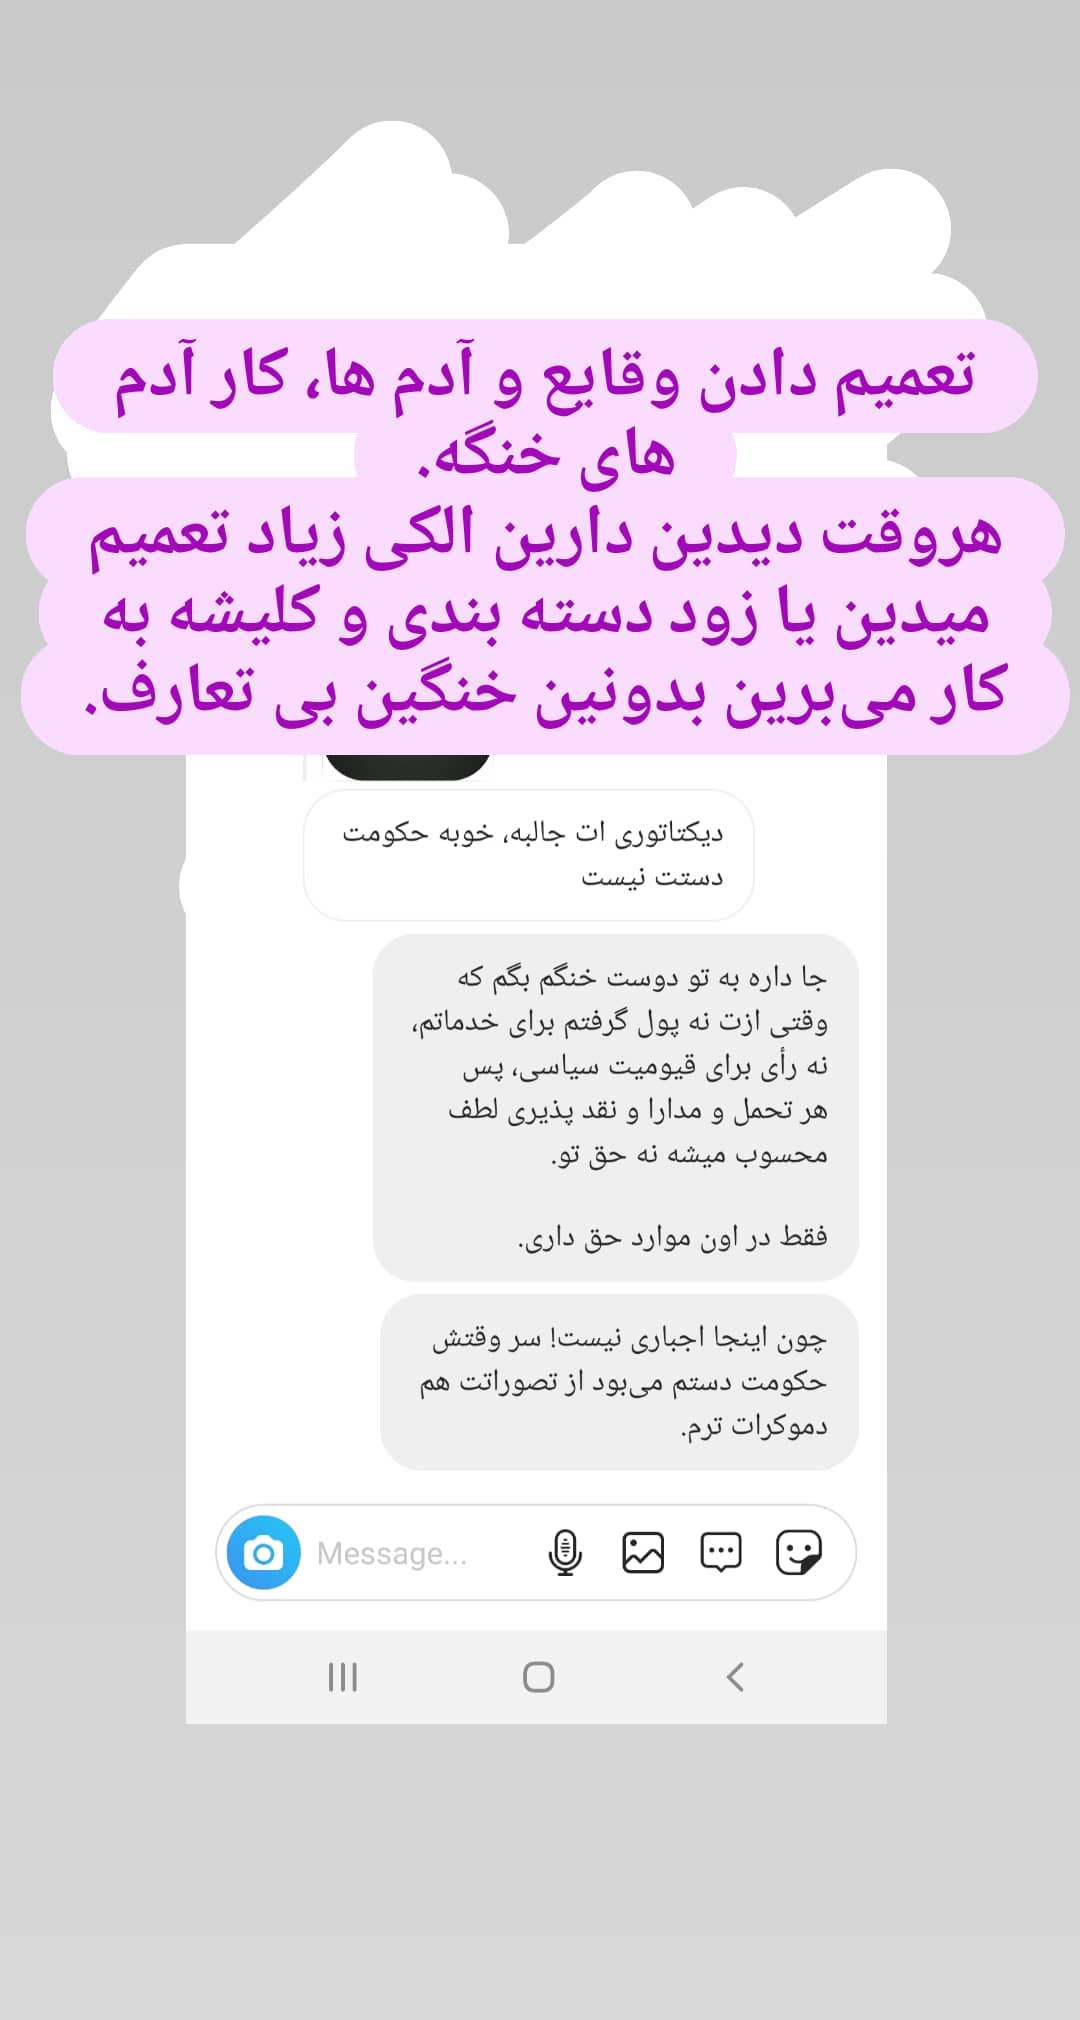 تعمیم دادن وقایع و آدم ها، کار آدم
های خنگه.
هروقت دیدین دارین الکی زیاد تعمیم
میدین یا زود دسته بندی و کلیشه به
کار می‌برین بدونین خنگین بی تعارف.
دیکتاتوری ات جالبه، خوبه حکومت
دستت نیست
جا داره به تو دوست خنگم بگم که
وقتی ازت نه پول گرفتم برای خدماتم،
نه رأی برای قیومیت سیاسی، پس
هر تحمل و مدارا و نقد پذیری لطف
محسوب میشه نه حق تو.
فقط در اون موارد حق داری.
چون اینجا اجباری نیست! سر وقتش
حکومت دستم می‌بود از تصوراتت هم
دموکرات ترم.
Message...